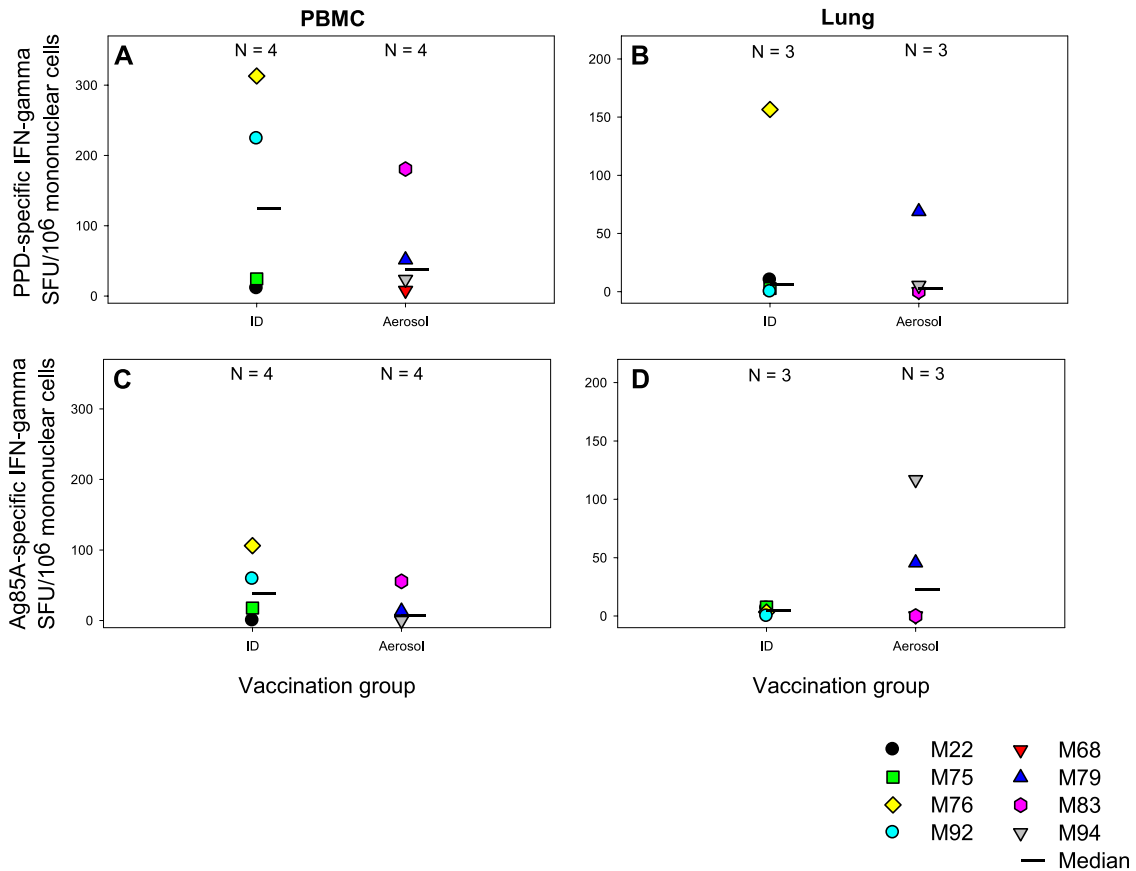 PBMC
Lung
PPD-specific IFN-gamma
SFU/10⁶ mononuclear cells
A
N = 4
N = 4
300
200
100
0
ID
Aerosol
B
N = 3
N = 3
200
150
100
50
0
ID
Aerosol
Ag85A-specific IFN-gamma
SFU/10⁶ mononuclear cells
C
N = 4
N = 4
300
200
100
0
ID
Aerosol
Vaccination group
D
N = 3
N = 3
200
150
100
50
0
ID
Aerosol
Vaccination group
M22
M75
M76
M92
M68
M79
M83
M94
Median